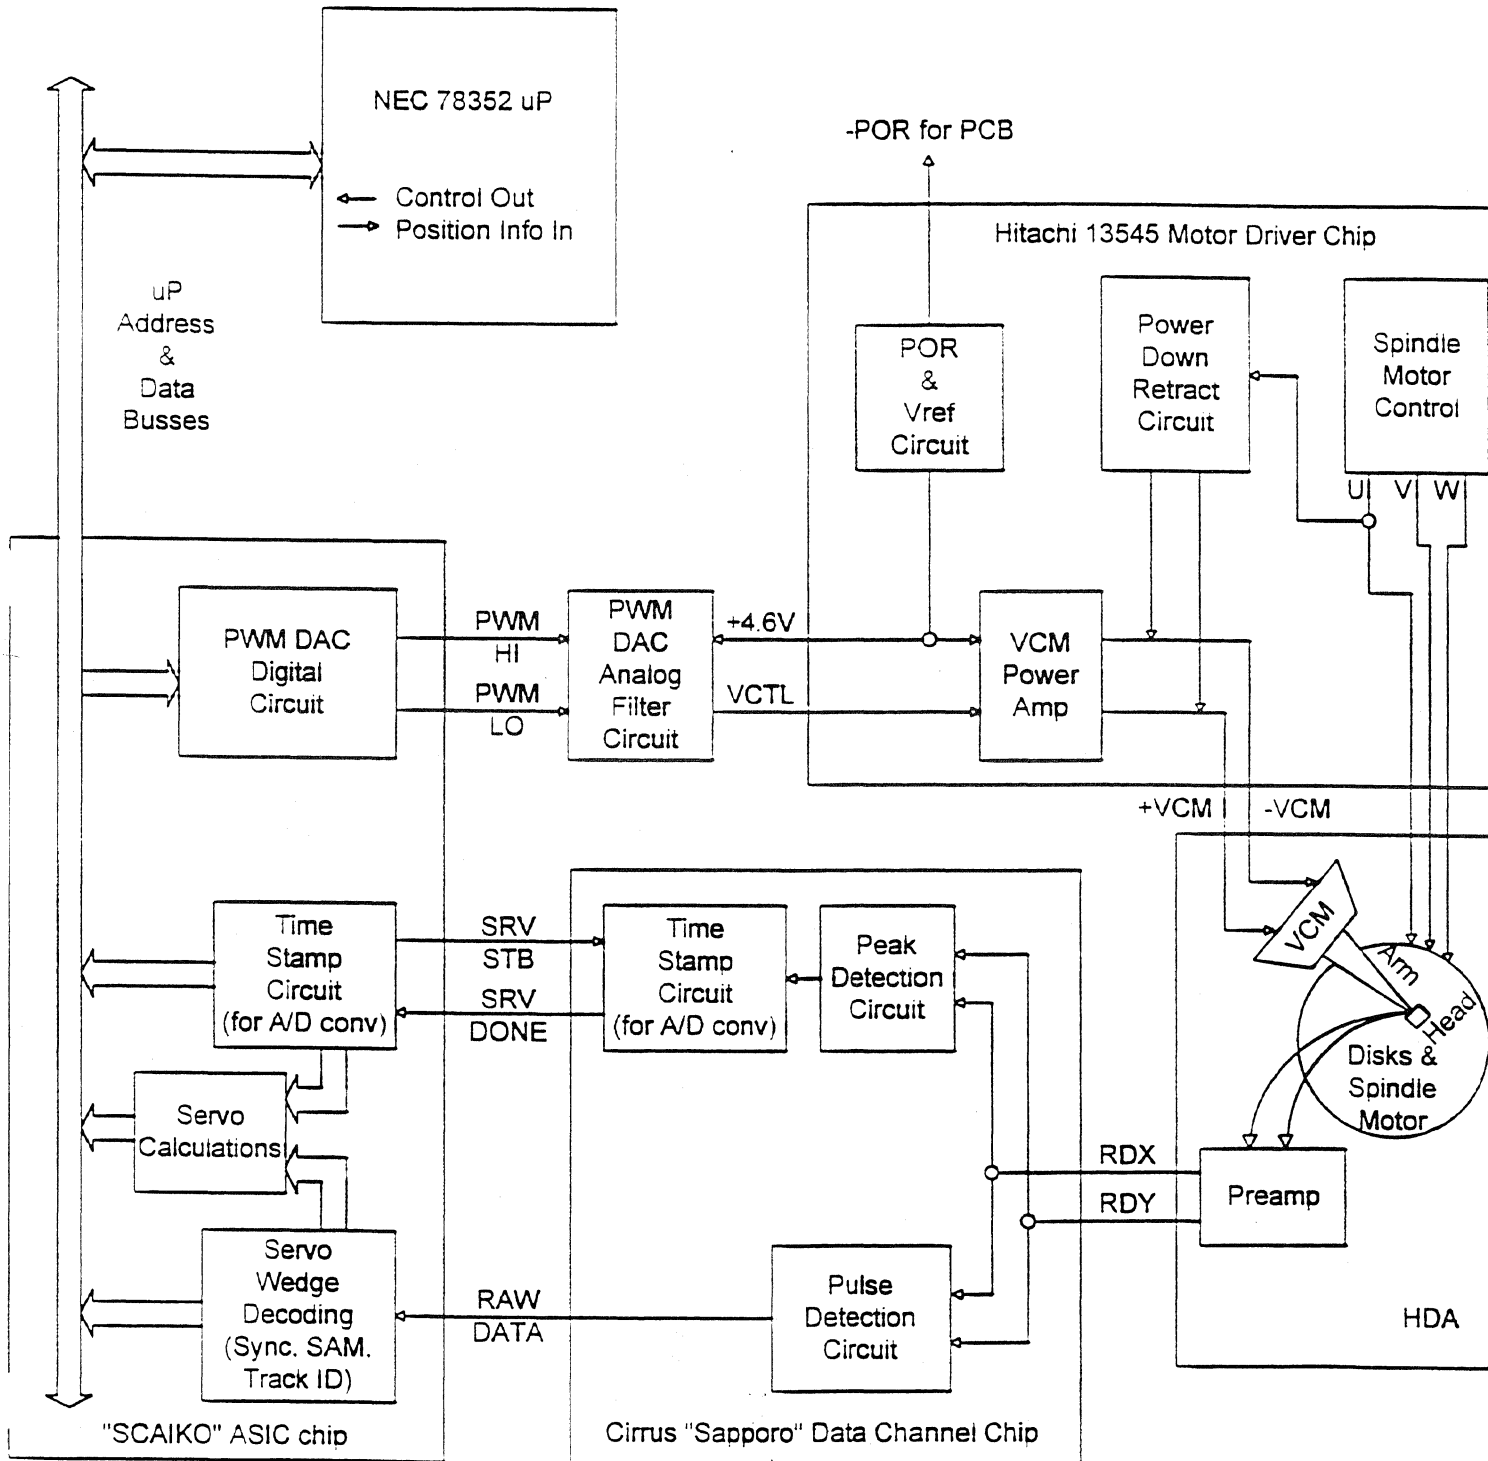 NEC 78352 uP
Control Out
Position Info In
uP
Address
&
Data
Busses
-POR for PCB
Hitachi 13545 Motor Driver Chip
POR
&
Vref
Circuit
Power
Down
Retract
Circuit
Spindle
Motor
Control
U
V
W
PWM DAC
Digital
Circuit
PWM
HI
PWM
LO
PWM
DAC
Analog
Filter
Circuit
+4.6V
VCTL
VCM
Power
Amp
+VCM
-VCM
Time
Stamp
Circuit
(for A/D conv)
SRV
STB
SRV
DONE
Time
Stamp
Circuit
(for A/D conv)
Peak
Detection
Circuit
VCM
Arm
Head
Disks &
Spindle
Motor
Servo
Calculations
RDX
RDY
Preamp
Servo
Wedge
Decoding
(Sync. SAM.
Track ID)
RAW
DATA
Pulse
Detection
Circuit
HDA
"SCAIKO" ASIC chip
Cirrus "Sapporo" Data Channel Chip